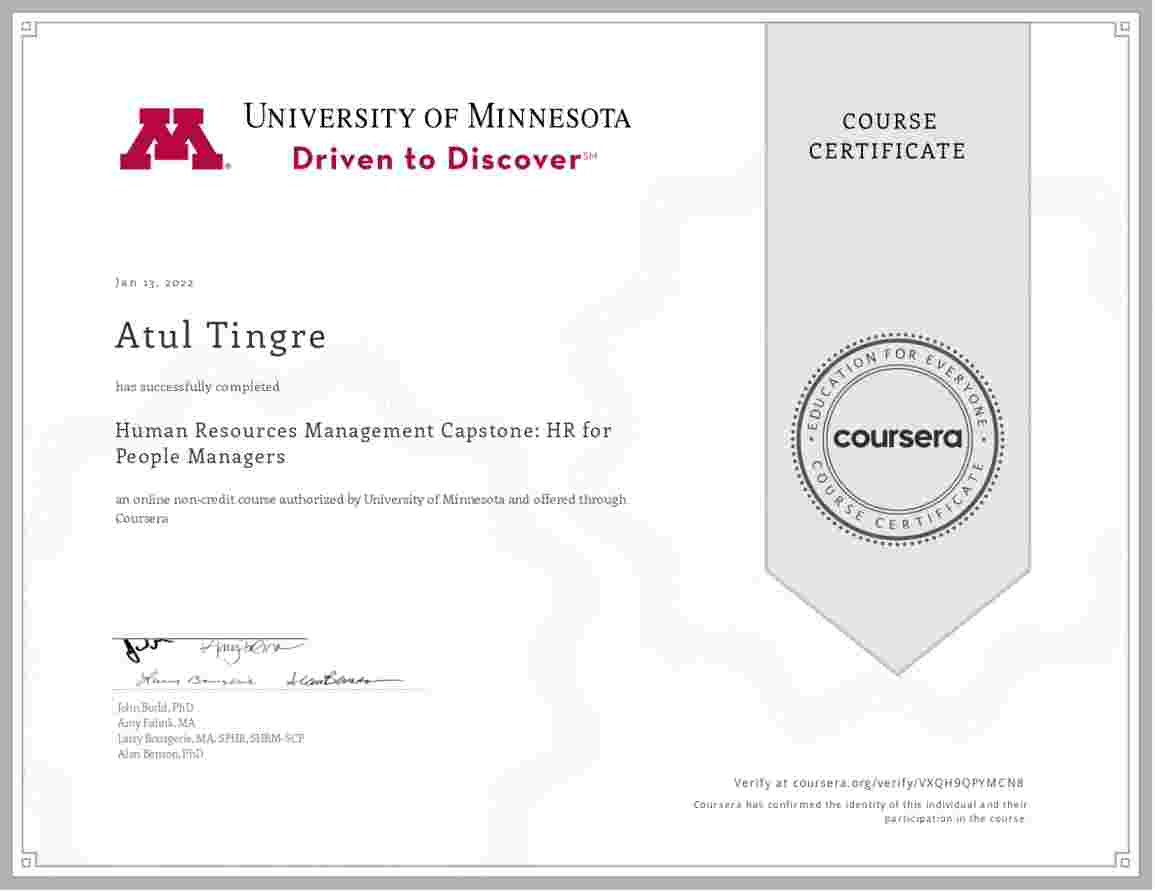 UNIVERSITY OF MINNESOTA
Driven to Discover℠
COURSE
CERTIFICATE
Jan 13, 2022
Atul Tingre
has successfully completed
Human Resources Management Capstone: HR for
People Managers
an online non-credit course authorized by University of Minnesota and offered through
Coursera
EDUCATION FOR EVERYONE
coursera
COURSE CERTIFICATE
John Budd, PhD
Amy Falink, MA
Larry Bourgerie, MA, SPHR, SHRM-SCP
Alan Benson, PhD
Verify at coursera.org/verify/VXQH9QPYMCN8
Coursera has confirmed the identity of this individual and their
participation in the course.